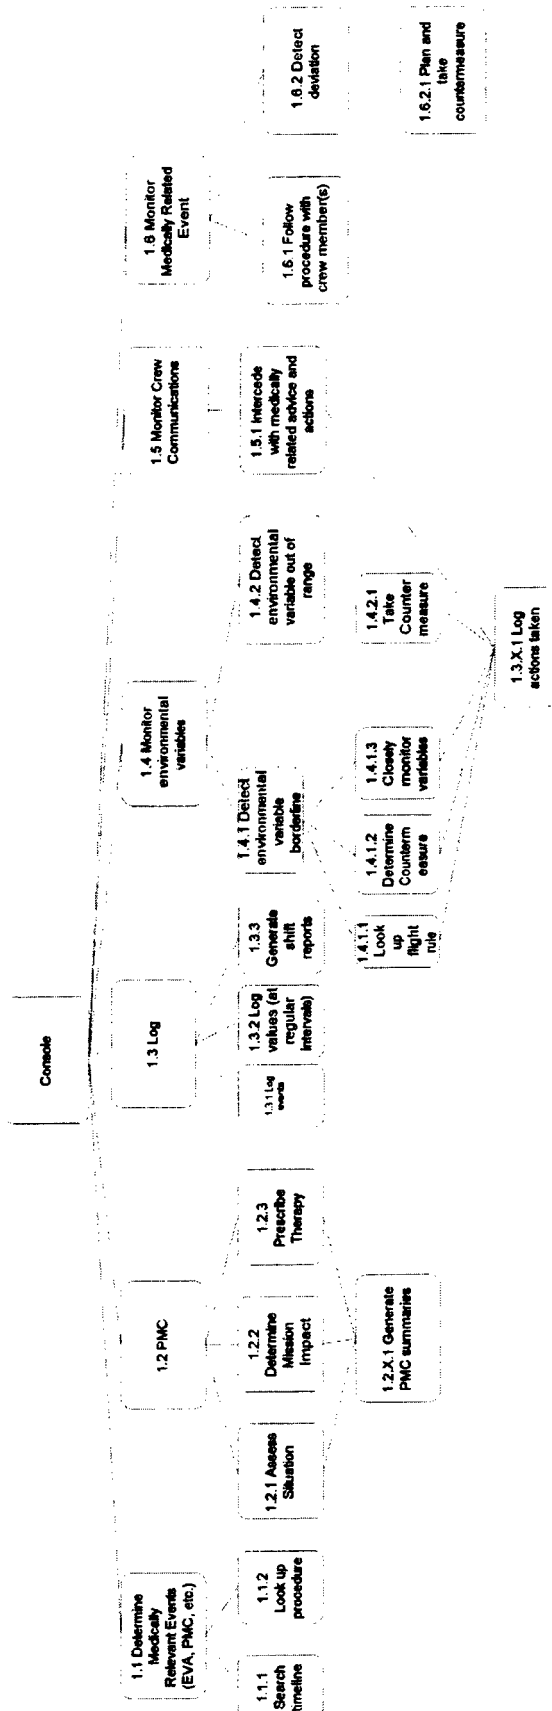 Console
1.1 Determine
Medically
Relevant Events
(EVA, PMC, etc.)
1.2 PMC
1.3 Log
1.4 Monitor
environmental
variables
1.5 Monitor Crew
Communications
1.6 Monitor
Medically Related
Event
1.1.1
Search
timeline
1.1.2
Look up
procedure
1.2.1 Assess
Situation
1.2.2
Determine
Mission
Impact
1.2.3
Prescribe
Therapy
1.3.1 Log
events
1.3.2 Log
values (at
regular
intervals)
1.3.3
Generate
shift
reports
1.4.1 Detect
environmental
variable
borderline
1.4.2 Detect
environmental
variable out of
range
1.5.1 Intercede
with medically
related advice and
actions
1.6.1 Follow
procedure with
crew member(s)
1.6.2 Detect
deviation
1.2.X.1 Generate
PMC summaries
1.4.1.1
Look
up
flight
rule
1.4.1.2
Determine
Counterm
easure
1.4.1.3
Closely
monitor
variables
1.4.2.1
Take
Counter
measure
1.6.2.1 Plan and
take
countermeasure
1.3.X.1 Log
actions taken